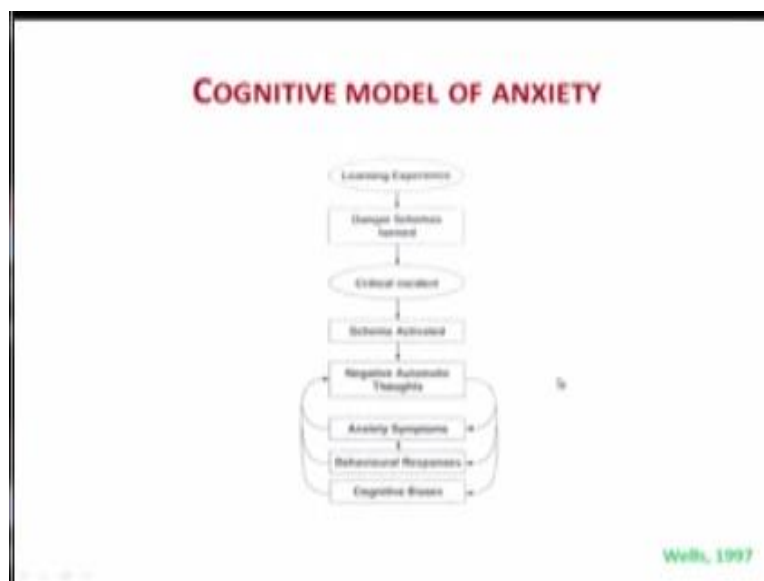 COGNITIVE MODEL OF ANXIETY
Learning Experience
Danger Schemas
formed
Critical incident
Schema Activated
Negative Automatic
Thoughts
Anxiety Symptoms
Behavioural Responses
Cognitive Biases
Wells, 1997